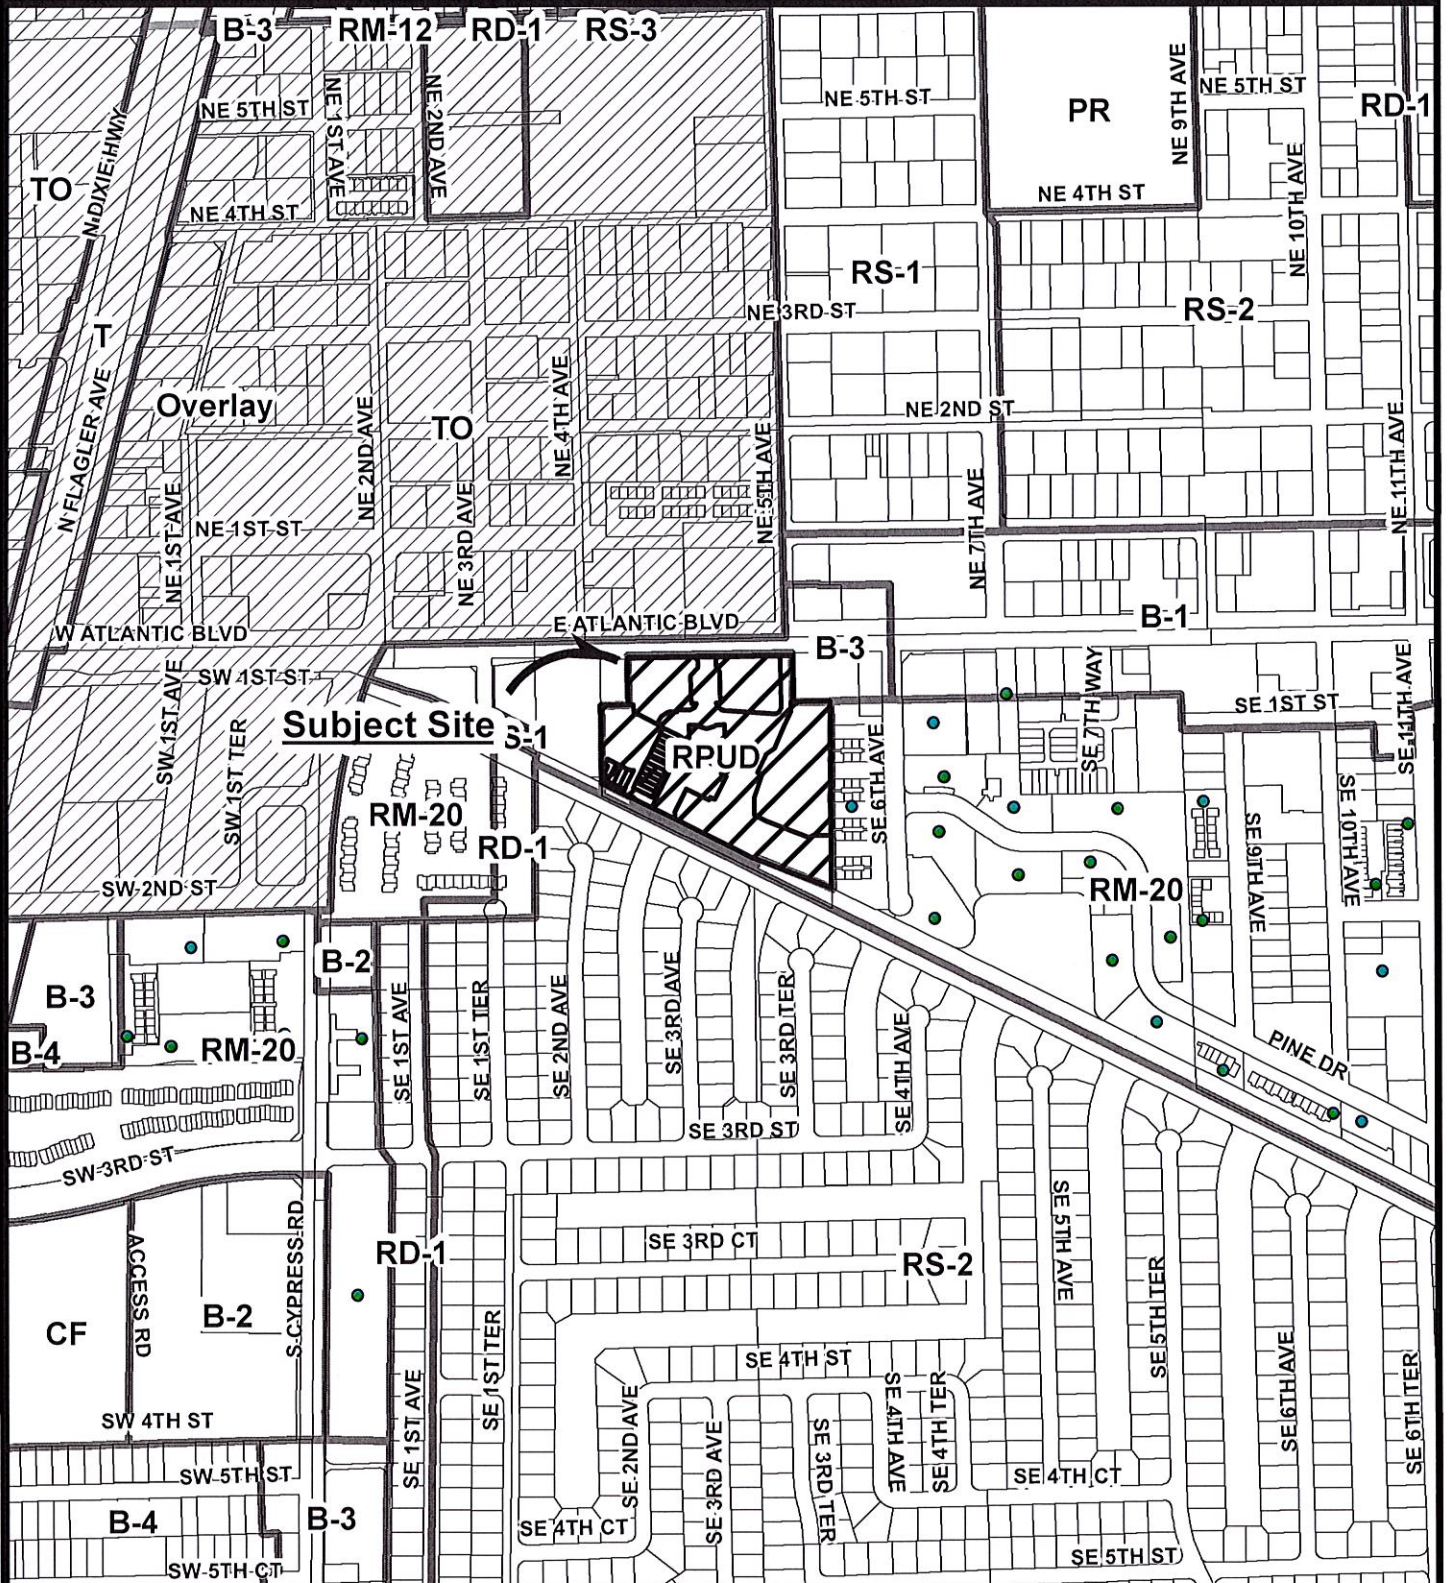 B-3
RM-12
RD-1
RS-3
NE 5TH ST
NE 1ST AVE
NE 2ND AVE
NE 5TH ST
PR
NE 9TH AVE
NE 5TH ST
RD-1
TO
N DIXIE HWY
NE 4TH ST
NE 4TH ST
NE 10TH AVE
RS-1
RS-2
NE 3RD ST
T
Overlay
N FLAGLER AVE
NE 2ND AVE
TO
NE 4TH AVE
NE 2ND ST
NE 11TH AVE
NE 1ST AVE
NE 1ST ST
NE 3RD AVE
NE 5TH AVE
NE 7TH AVE
W ATLANTIC BLVD
E ATLANTIC BLVD
B-3
B-1
SW 1ST ST
SW 1ST AVE
SW 1ST TER
Subject Site
S-1
RPUD
SE 6TH AVE
SE 7TH WAY
SE 1ST ST
SE 11TH AVE
RM-20
RD-1
SE 9TH AVE
SE 10TH AVE
SW 2ND ST
RM-20
B-3
B-2
B-4
RM-20
SE 1ST AVE
SE 1ST TER
SE 2ND AVE
SE 3RD AVE
SE 3RD TER
SE 4TH AVE
PINE DR
SE 3RD ST
SW 3RD ST
ACCESS RD
S CYPRESS RD
RD-1
SE 3RD CT
RS-2
SE 5TH AVE
SE 5TH TER
CF
B-2
SE 1ST TER
SE 4TH ST
SE 6TH AVE
SE 6TH TER
SW 4TH ST
SE 1ST AVE
SE 2ND AVE
SE 3RD AVE
SE 3RD TER
SE 4TH AVE
SE 4TH TER
SE 4TH CT
SW 5TH ST
B-4
B-3
SE 4TH CT
SE 5TH ST
SW 5TH CT